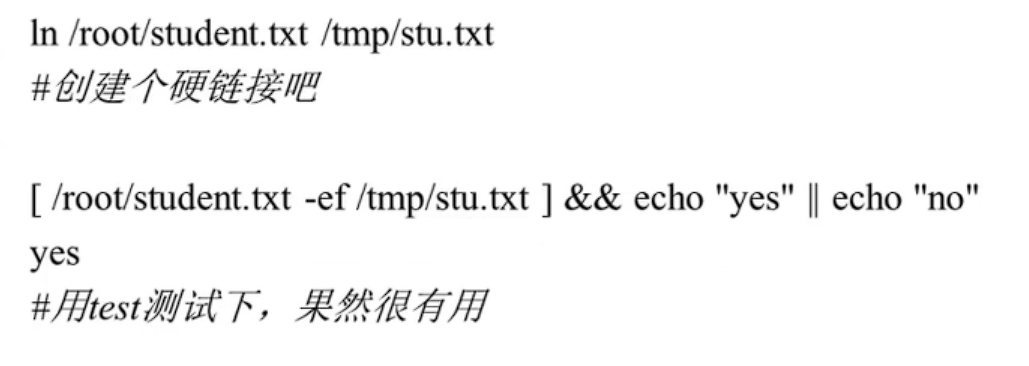 ln /root/student.txt /tmp/stu.txt
#创建个硬链接吧
[ /root/student.txt -ef /tmp/stu.txt ] && echo "yes" || echo "no"
yes
#用test测试下，果然很有用